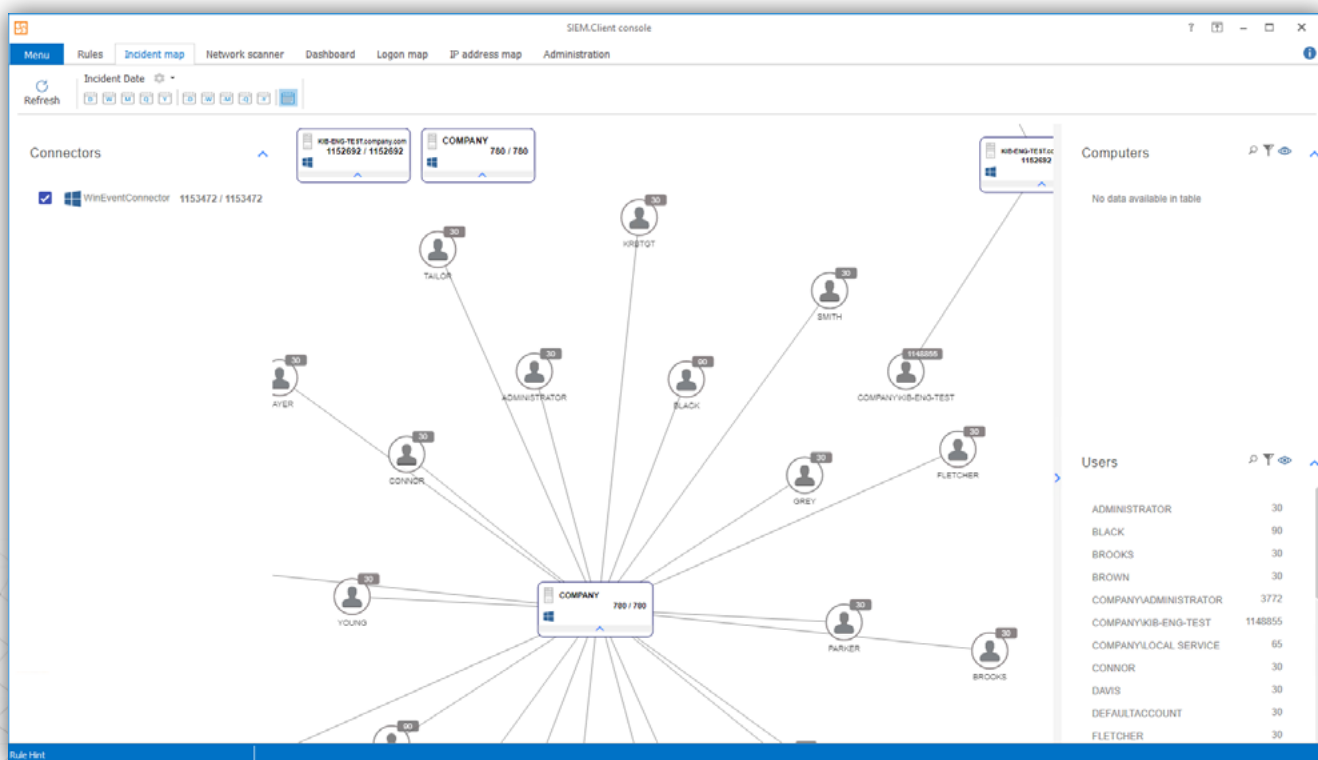 SIEM.Client console
Menu Rules Incident map Network scanner Dashboard Logon map IP address map Administration
Refresh
Incident Date
D W M Q Y -D -W -M -Q -Y
Connectors
WinEventConnector 1153472 / 1153472
KIB-ENG-TEST.company.com
1152692 / 1152692
COMPANY
780 / 780
KIB-ENG-TEST.cc
1152692
30
KRBTGT
30
TAILOR
30
SMITH
30
AYER
30
ADMINISTRATOR
90
BLACK
1148855
COMPANY\KIB-ENG-TEST
30
CONNOR
30
GREY
30
FLETCHER
30
YOUNG
COMPANY
780 / 780
30
PARKER
30
BROOKS
90
Computers
No data available in table
Users
ADMINISTRATOR 30
BLACK 90
BROOKS 30
BROWN 30
COMPANY\ADMINISTRATOR 3772
COMPANY\KIB-ENG-TEST 1148855
COMPANY\LOCAL SERVICE 65
CONNOR 30
DAVIS 30
DEFAULTACCOUNT 30
FLETCHER 30
Rule Hint